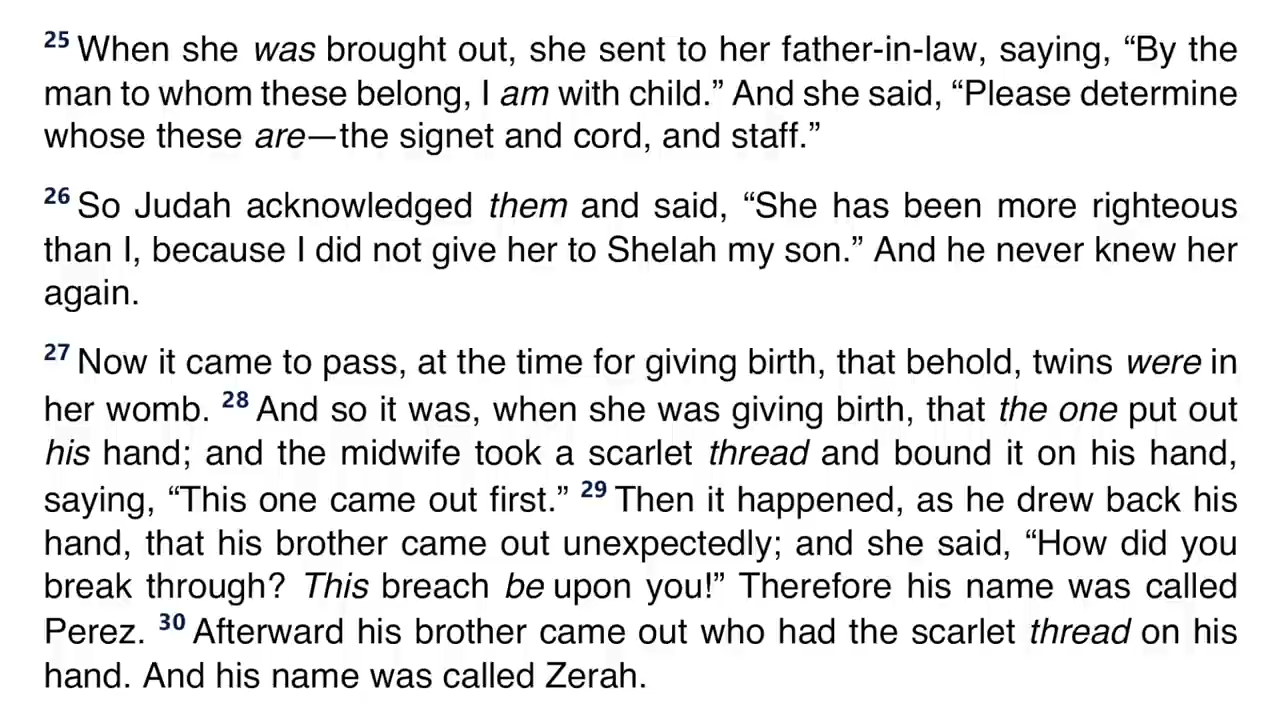 25 When she was brought out, she sent to her father-in-law, saying, “By the
man to whom these belong, I am with child.” And she said, “Please determine
whose these are—the signet and cord, and staff.”
26 So Judah acknowledged them and said, “She has been more righteous
than I, because I did not give her to Shelah my son.” And he never knew her
again.
27 Now it came to pass, at the time for giving birth, that behold, twins were in
her womb. 28 And so it was, when she was giving birth, that the one put out
his hand; and the midwife took a scarlet thread and bound it on his hand,
saying, “This one came out first.” 29 Then it happened, as he drew back his
hand, that his brother came out unexpectedly; and she said, “How did you
break through? This breach be upon you!” Therefore his name was called
Perez. 30 Afterward his brother came out who had the scarlet thread on his
hand. And his name was called Zerah.